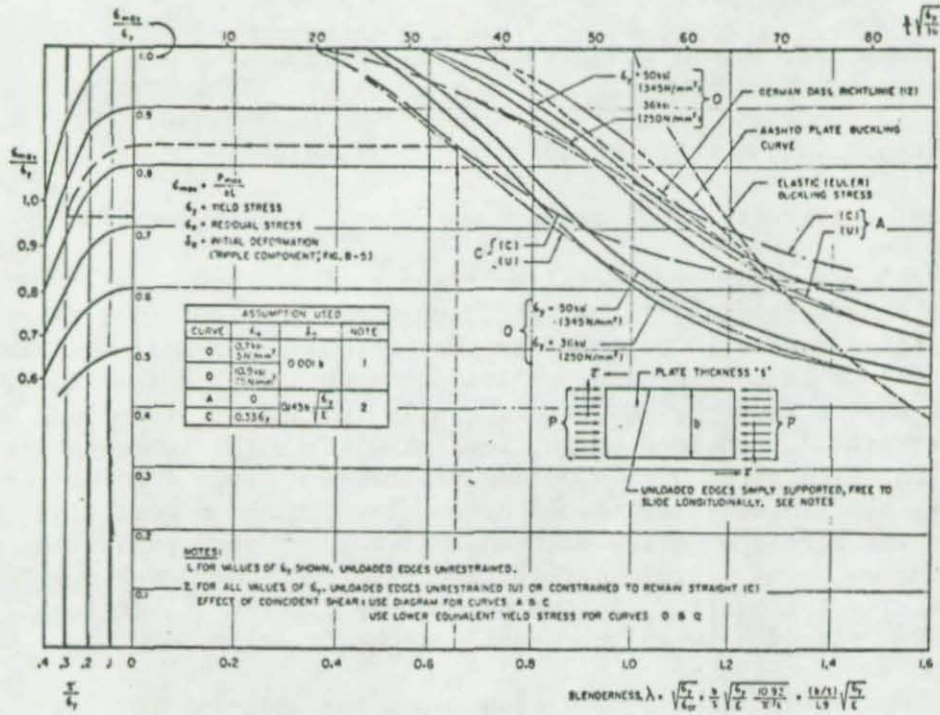 σmax/σy
10 20 30 40 50 60 70 80
1.0
0.9
0.8
0.7
0.6
0.5
0.4
0.3
0.2
0.1
σmax/σy
1,0
0.9
0.8
0.7
0.6
σmax = Pmax/bt
σy = YIELD STRESS
σR = RESIDUAL STRESS
δo = INITIAL DEFORMATION
(RIPPLE COMPONENT; FIG. B-5)
ASSUMPTION USED
CURVE NOTE
O 0.001b 1
O
A 0 2
C 0.33σy
σy = 50ksi
(345N/mm²)
36ksi
(250N/mm²)
O
GERMAN DASt RICHTLINIE (12)
AASHTO PLATE BUCKLING
CURVE
ELASTIC (EULER)
BUCKLING STRESS
(C)
(U)
A
C
(C)
(U)
O
σy = 50ksi
(345N/mm²)
σy = 36ksi
(250N/mm²)
PLATE THICKNESS
P
b
P
UNLOADED EDGES SIMPLY SUPPORTED, FREE TO
SLIDE LONGITUDINALLY. SEE NOTES
NOTES:
1. FOR VALUES OF σy SHOWN. UNLOADED EDGES UNRESTRAINED.
2. FOR ALL VALUES OF σy. UNLOADED EDGES UNRESTRAINED (U) OR CONSTRAINED TO REMAIN STRAIGHT (C)
EFFECT OF COINCIDENT SHEAR: USE DIAGRAM FOR CURVES A & C
USE LOWER EQUIVALENT YIELD STRESS FOR CURVES
.4 .3 .2 .1 0 0.2 0.4 0.6 0.8 1.0 1.2 1,4 1.6
τ/σy
SLENDERNESS, λ =